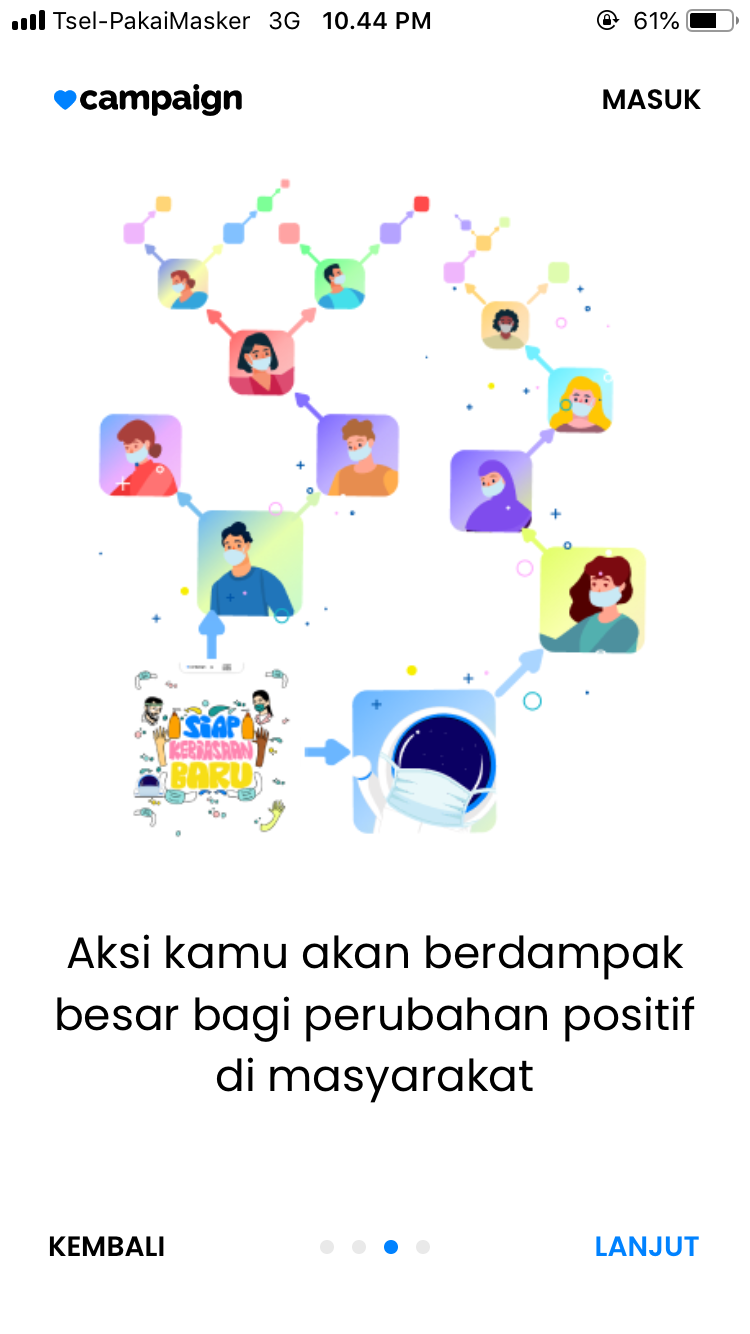 Tsel-PakaiMasker 3G 10.44 PM 61%
campaign MASUK
SIAP
KEBIASAAN
BARU
Aksi kamu akan berdampak
besar bagi perubahan positif
di masyarakat
KEMBALI LANJUT